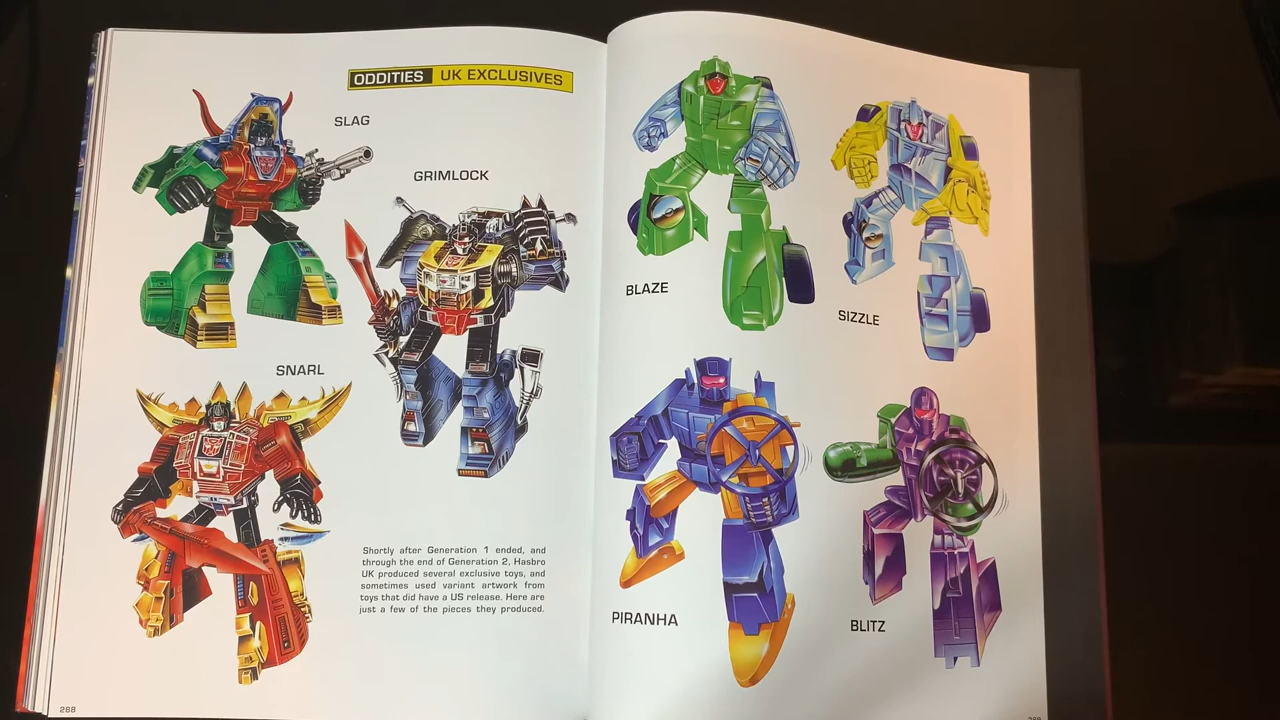 ODDITIES UK EXCLUSIVES
SLAG
GRIMLOCK
SNARL
Shortly after Generation 1 ended, and
through the end of Generation 2, Hasbro
UK produced several exclusive toys, and
sometimes used variant artwork from
toys that did have a US release. Here are
just a few of the pieces they produced.
288
BLAZE
SIZZLE
PIRANHA
BLITZ